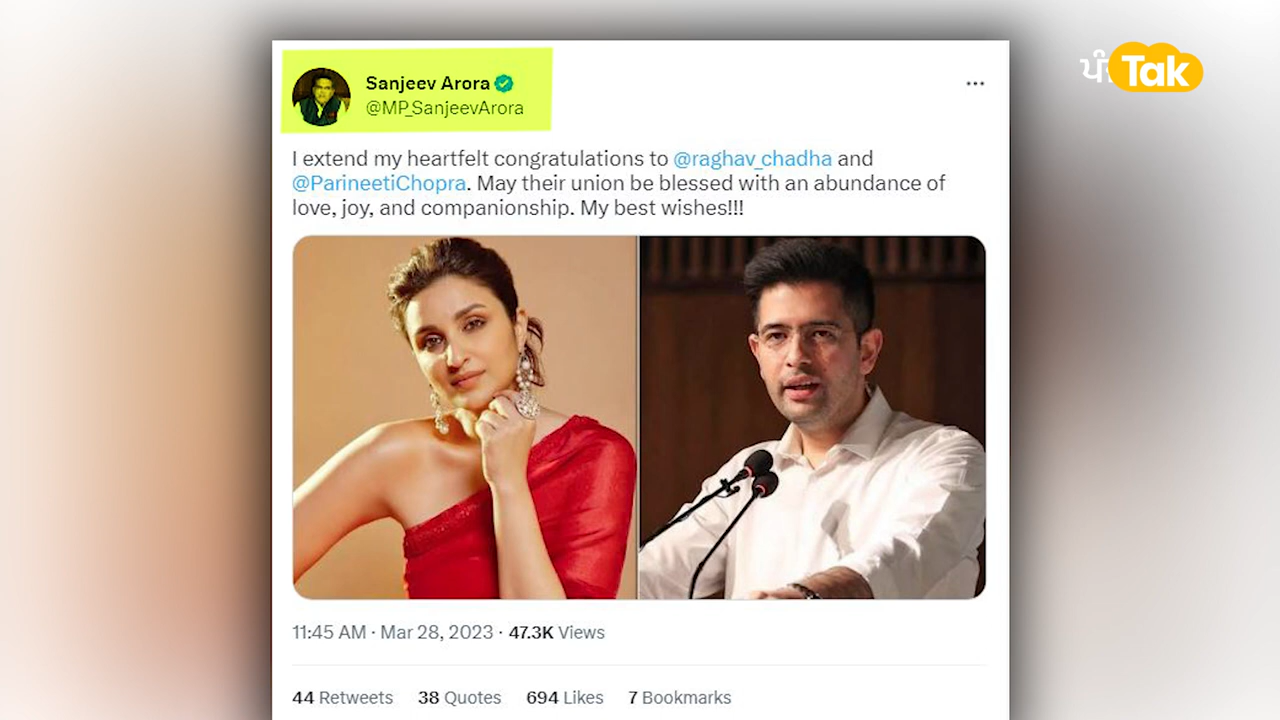 ਪੰ
Tak
Sanjeev Arora
@MP_SanjeevArora
I extend my heartfelt congratulations to @raghav_chadha and
@ParineetiChopra. May their union be blessed with an abundance of
love, joy, and companionship. My best wishes!!!
11:45 AM · Mar 28, 2023 · 47.3K Views
44 Retweets 38 Quotes 694 Likes 7 Bookmarks